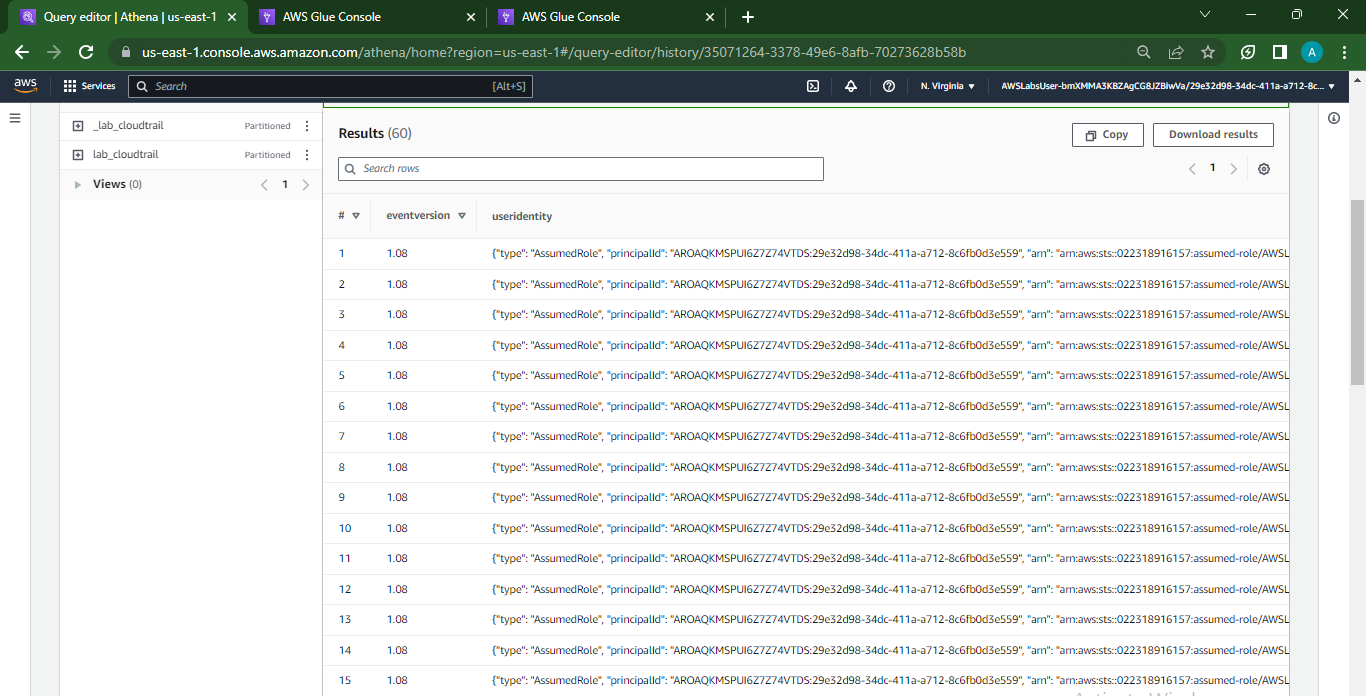 Query editor | Athena | us-east-1
AWS Glue Console
AWS Glue Console
us-east-1.console.aws.amazon.com/athena/home?region=us-east-1#/query-editor/history/35071264-3378-49e6-8afb-70273628b58b
A
aws
Services
Search
[Alt+S]
N. Virginia
AWSLabsUser-bmXMMA3KBZAgCG8JZBiwVa/29e32d98-34dc-411a-a712-8c...
_lab_cloudtrail Partitioned
lab_cloudtrail Partitioned
Views (0) 1
Results (60)
Copy
Download results
Search rows
1
# eventversion useridentity
1 1.08 {"type": "AssumedRole", "principalId": "AROAQKMSPUI6Z7Z74VTDS:29e32d98-34dc-411a-a712-8c6fb0d3e559", "arn": "arn:aws:sts::022318916157:assumed-role/AWSL
2 1.08 {"type": "AssumedRole", "principalId": "AROAQKMSPUI6Z7Z74VTDS:29e32d98-34dc-411a-a712-8c6fb0d3e559", "arn": "arn:aws:sts::022318916157:assumed-role/AWSL
3 1.08 {"type": "AssumedRole", "principalId": "AROAQKMSPUI6Z7Z74VTDS:29e32d98-34dc-411a-a712-8c6fb0d3e559", "arn": "arn:aws:sts::022318916157:assumed-role/AWSL
4 1.08 {"type": "AssumedRole", "principalId": "AROAQKMSPUI6Z7Z74VTDS:29e32d98-34dc-411a-a712-8c6fb0d3e559", "arn": "arn:aws:sts::022318916157:assumed-role/AWSL
5 1.08 {"type": "AssumedRole", "principalId": "AROAQKMSPUI6Z7Z74VTDS:29e32d98-34dc-411a-a712-8c6fb0d3e559", "arn": "arn:aws:sts::022318916157:assumed-role/AWSL
6 1.08 {"type": "AssumedRole", "principalId": "AROAQKMSPUI6Z7Z74VTDS:29e32d98-34dc-411a-a712-8c6fb0d3e559", "arn": "arn:aws:sts::022318916157:assumed-role/AWSL
7 1.08 {"type": "AssumedRole", "principalId": "AROAQKMSPUI6Z7Z74VTDS:29e32d98-34dc-411a-a712-8c6fb0d3e559", "arn": "arn:aws:sts::022318916157:assumed-role/AWSL
8 1.08 {"type": "AssumedRole", "principalId": "AROAQKMSPUI6Z7Z74VTDS:29e32d98-34dc-411a-a712-8c6fb0d3e559", "arn": "arn:aws:sts::022318916157:assumed-role/AWSL
9 1.08 {"type": "AssumedRole", "principalId": "AROAQKMSPUI6Z7Z74VTDS:29e32d98-34dc-411a-a712-8c6fb0d3e559", "arn": "arn:aws:sts::022318916157:assumed-role/AWSL
10 1.08 {"type": "AssumedRole", "principalId": "AROAQKMSPUI6Z7Z74VTDS:29e32d98-34dc-411a-a712-8c6fb0d3e559", "arn": "arn:aws:sts::022318916157:assumed-role/AWSL
11 1.08 {"type": "AssumedRole", "principalId": "AROAQKMSPUI6Z7Z74VTDS:29e32d98-34dc-411a-a712-8c6fb0d3e559", "arn": "arn:aws:sts::022318916157:assumed-role/AWSL
12 1.08 {"type": "AssumedRole", "principalId": "AROAQKMSPUI6Z7Z74VTDS:29e32d98-34dc-411a-a712-8c6fb0d3e559", "arn": "arn:aws:sts::022318916157:assumed-role/AWSL
13 1.08 {"type": "AssumedRole", "principalId": "AROAQKMSPUI6Z7Z74VTDS:29e32d98-34dc-411a-a712-8c6fb0d3e559", "arn": "arn:aws:sts::022318916157:assumed-role/AWSL
14 1.08 {"type": "AssumedRole", "principalId": "AROAQKMSPUI6Z7Z74VTDS:29e32d98-34dc-411a-a712-8c6fb0d3e559", "arn": "arn:aws:sts::022318916157:assumed-role/AWSL
15 1.08 {"type": "AssumedRole", "principalId": "AROAQKMSPUI6Z7Z74VTDS:29e32d98-34dc-411a-a712-8c6fb0d3e559", "arn": "arn:aws:sts::022318916157:assumed-role/AWSL